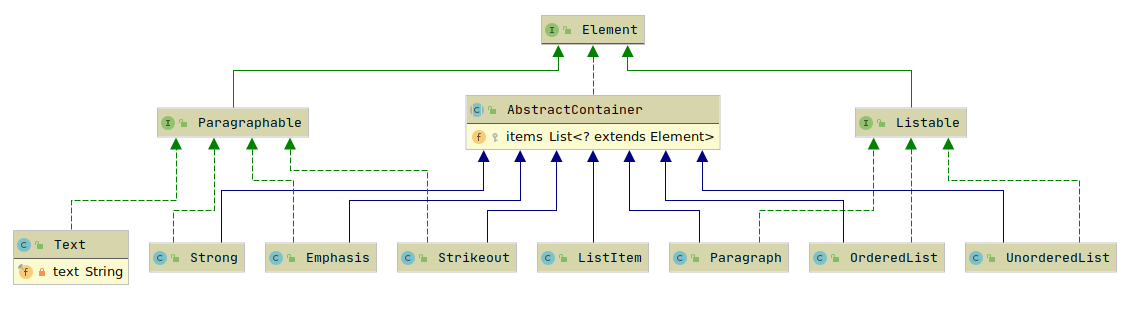 I Element
I Paragraphable
C AbstractContainer
f items List<? extends Element>
I Listable
C Text
f text String
C Strong
C Emphasis
C Strikeout
C ListItem
C Paragraph
C OrderedList
C UnorderedList